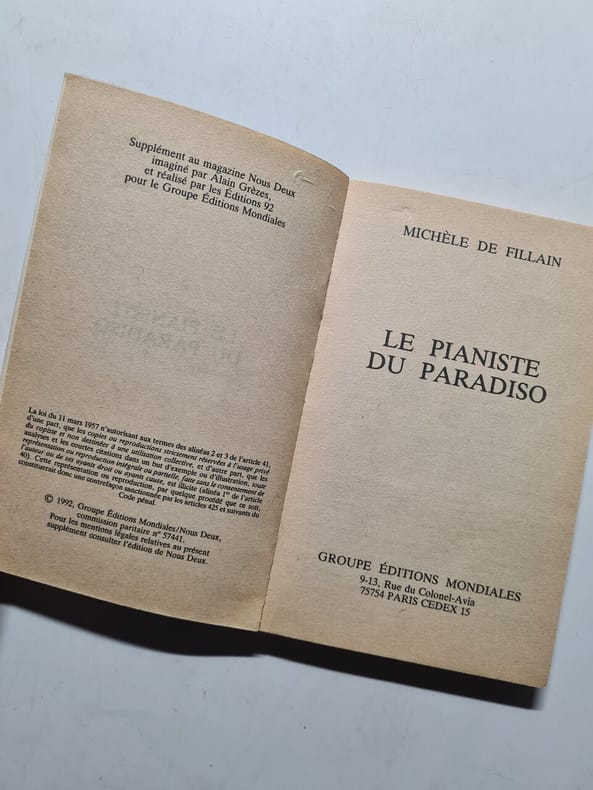 Supplément au magazine Nous Deux
imaginé par Alain Grèzes,
et réalisé par les Éditions 92
pour le Groupe Éditions Mondiales
La loi du 11 mars 1957 n'autorisant aux termes des alinéas 2 et 3 de l'article 41,
d'une part, que les copies ou reproductions strictement réservées à l'usage privé
du copiste et non destinées à une utilisation collective, et d'autre part, que les
analyses et les courtes citations dans un but d'exemple ou d'illustration, toute
représentation ou reproduction intégrale ou partielle, faite sans le consentement de
l'auteur ou de ses ayants droit ou ayants cause, est illicite (alinéa 1er de l'article
40). Cette représentation ou reproduction, par quelque procédé que ce soit,
constituerait donc une contrefaçon sanctionnée par les articles 425 et suivants du
Code pénal.
© 1992, Groupe Éditions Mondiales/Nous Deux,
commission paritaire n° 57441.
Pour les mentions légales relatives au présent
supplément consulter l'édition de Nous Deux.
MICHÈLE DE FILLAIN
LE PIANISTE
DU PARADISO
GROUPE ÉDITIONS MONDIALES
9-13, Rue du Colonel-Avia
75754 PARIS CEDEX 15